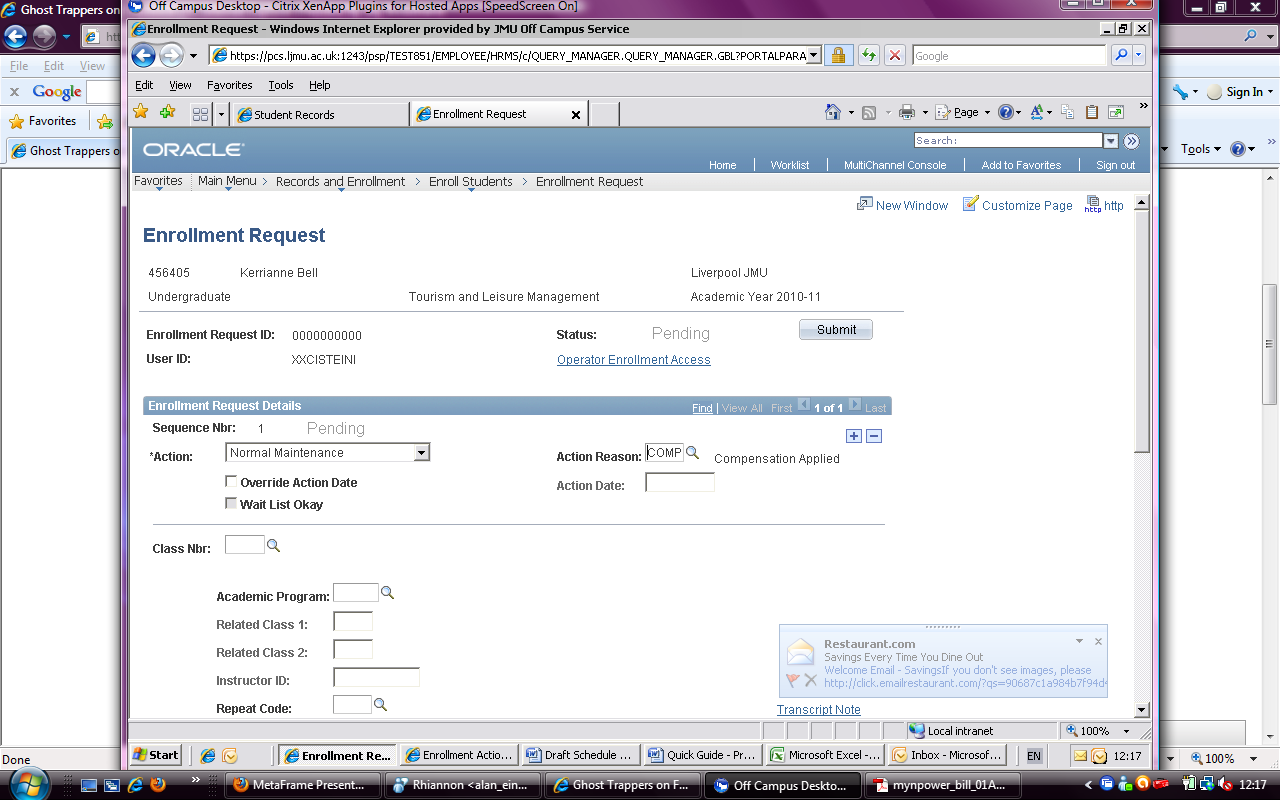 Ghost Trappers on
Off Campus Desktop - Citrix XenApp Plugins for Hosted Apps [SpeedScreen On]
Enrollment Request - Windows Internet Explorer provided by JMU Off Campus Service
https://pcs.ljmu.ac.uk:1243/psp/TEST851/EMPLOYEE/HRMS/c/QUERY_MANAGER.QUERY_MANAGER.GBL?PORTALPARA
Google
File Edit View
Edit View Favorites Tools Help
x Google
Sign In
Favorites
Student Records
Enrollment Request
Page
Ghost Trappers o
Tools
ORACLE
Search:
Home Worklist MultiChannel Console Add to Favorites Sign out
Favorites Main Menu > Records and Enrollment > Enroll Students > Enrollment Request
New Window Customize Page http
Enrollment Request
456405 Kerrianne Bell Liverpool JMU
Undergraduate Tourism and Leisure Management Academic Year 2010-11
Enrollment Request ID: 0000000000 Status: Pending Submit
User ID: XXCISTEINI Operator Enrollment Access
Enrollment Request Details Find | View All First 1 of 1 Last
Sequence Nbr: 1 Pending
*Action: Normal Maintenance Action Reason: COMP Compensation Applied
Override Action Date Action Date:
Wait List Okay
Class Nbr:
Academic Program:
Related Class 1:
Related Class 2:
Instructor ID:
Repeat Code:
Restaurant.com
Savings Every Time You Dine Out
Welcome Email - SavingsIf you don't see images, please
http://click.emailrestaurant.com/?qs=90687c1a984b7f94d
Transcript Note
Local intranet 100%
Start Enrollment Re... Enrollment Actio... Draft Schedule ... Quick Guide - Pr... Microsoft Excel -... Inbox - Microsof... EN 12:17
Done 100%
MetaFrame Present... Rhiannon <alan_ein... Ghost Trappers on F... Off Campus Deskto... mynpower_bill_01A... 12:17